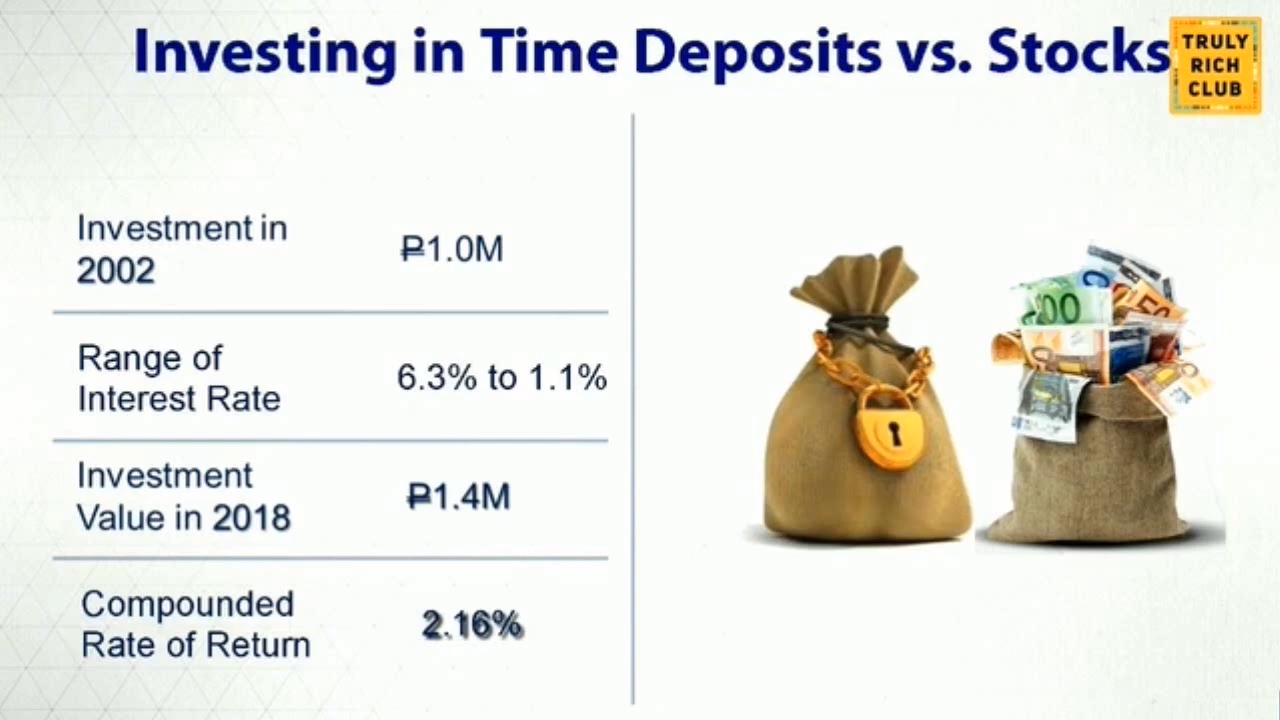 Investing in Time Deposits vs. Stocks
TRULY
RICH
CLUB
Investment in
2002
₱1.0M
Range of
Interest Rate
6.3% to 1.1%
Investment
Value in 2018
₱1.4M
Compounded
Rate of Return
2.16%